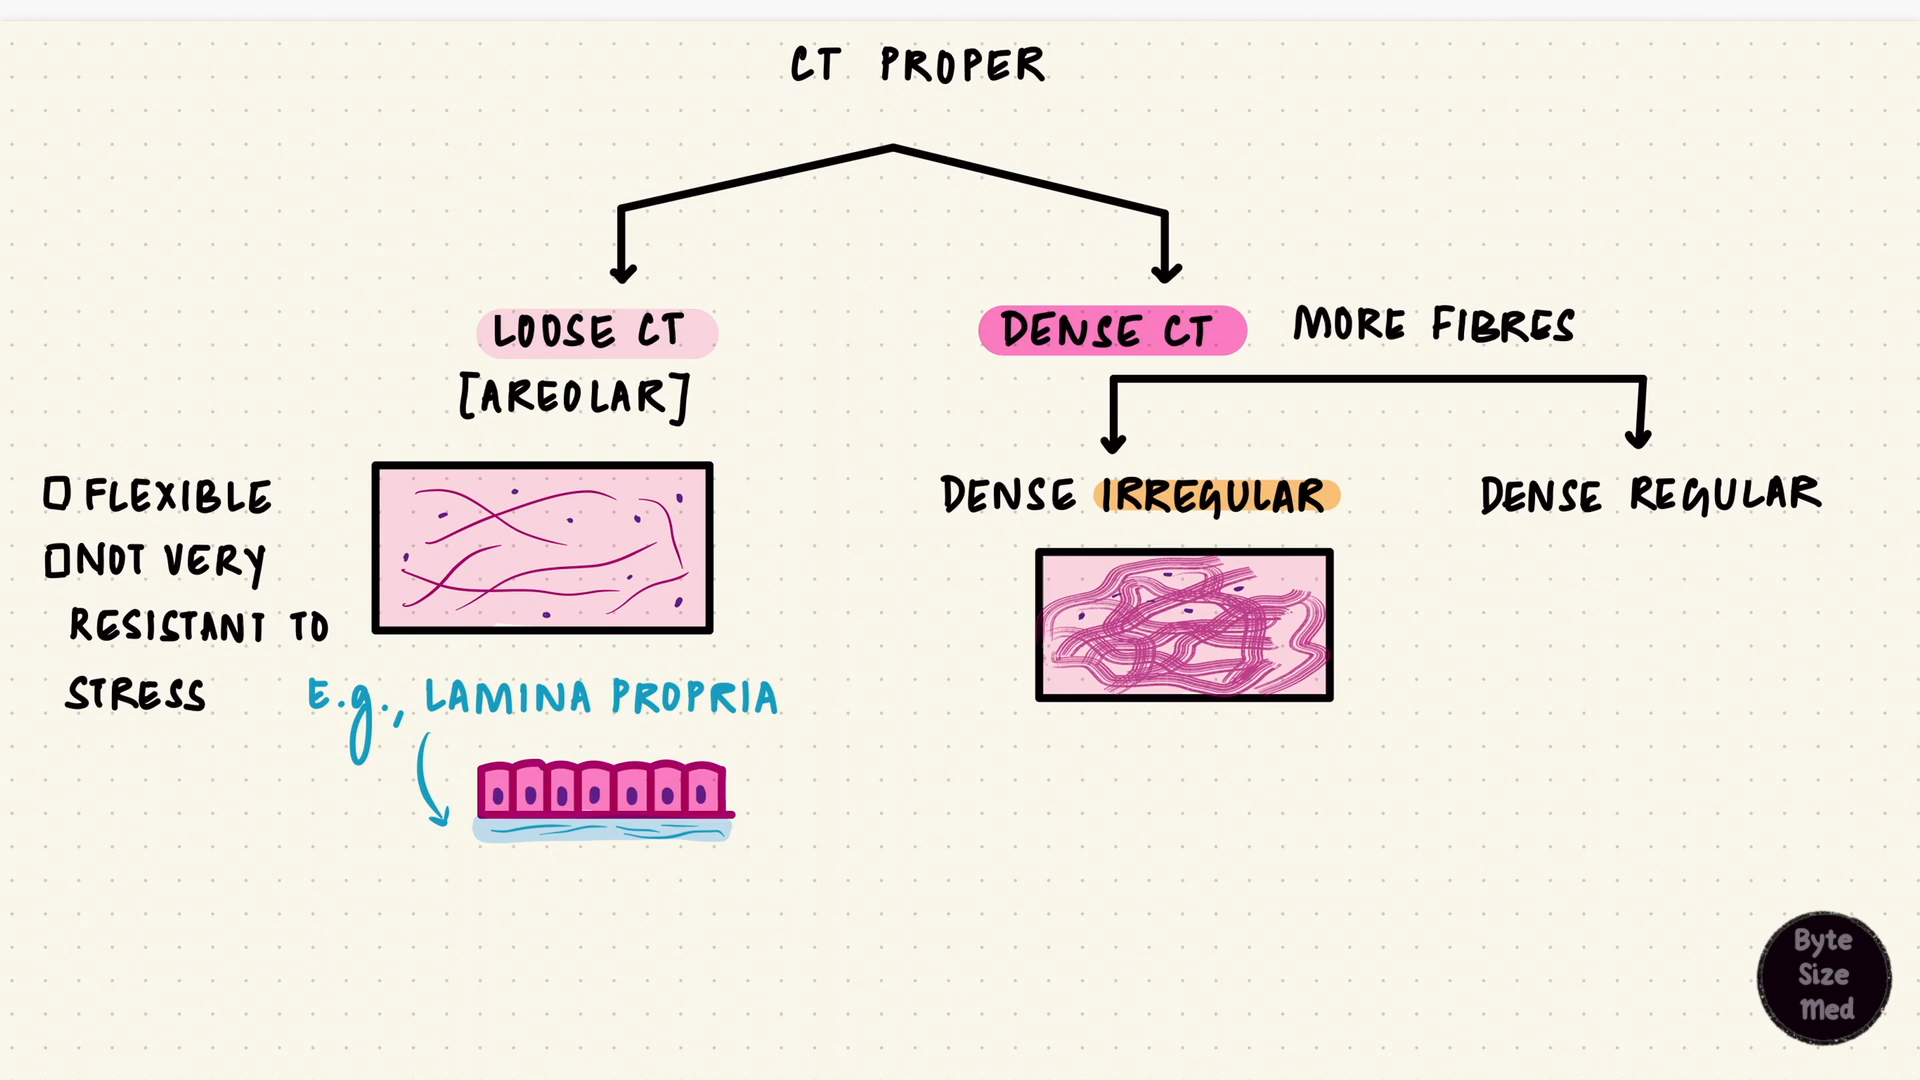 CT PROPER
LOOSE CT
[AREOLAR]
FLEXIBLE
NOT VERY
RESISTANT TO
STRESS
E.g., LAMINA PROPRIA
DENSE CT MORE FIBRES
DENSE IRREGULAR
DENSE REGULAR
Byte
Size
Med